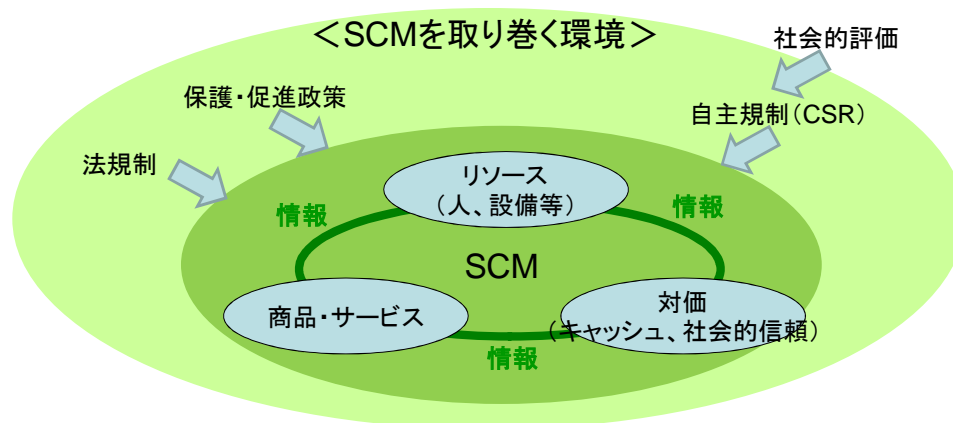 ＜SCMを取り巻く環境＞
社会的評価
保護・促進政策
自主規制（CSR）
法規制
リソース
（人、設備等）
情報
情報
SCM
商品・サービス
対価
（キャッシュ、社会的信頼）
情報